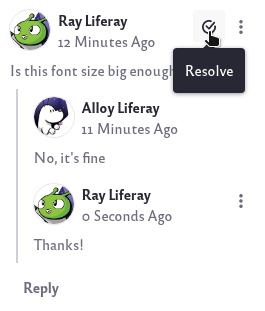 Ray Liferay
12 Minutes Ago
Is this font size big enough
Resolve
Alloy Liferay
11 Minutes Ago
No, it's fine
Ray Liferay
0 Seconds Ago
Thanks!
Reply